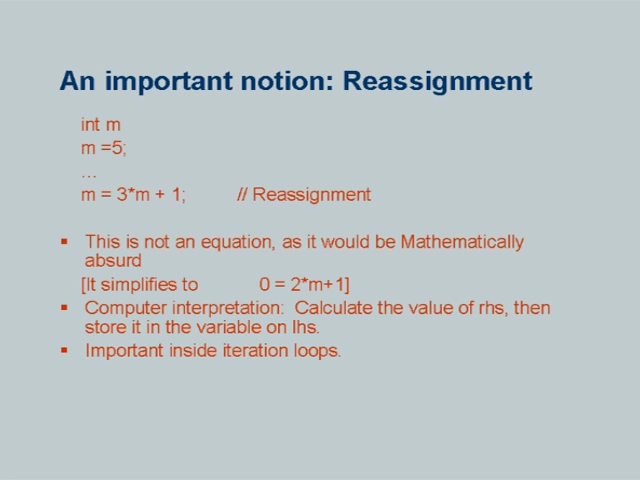 An important notion: Reassignment
int m
m =5;
...
m = 3*m + 1; // Reassignment
▪ This is not an equation, as it would be Mathematically
absurd
[It simplifies to 0 = 2*m+1]
▪ Computer interpretation: Calculate the value of rhs, then
store it in the variable on lhs.
▪ Important inside iteration loops.